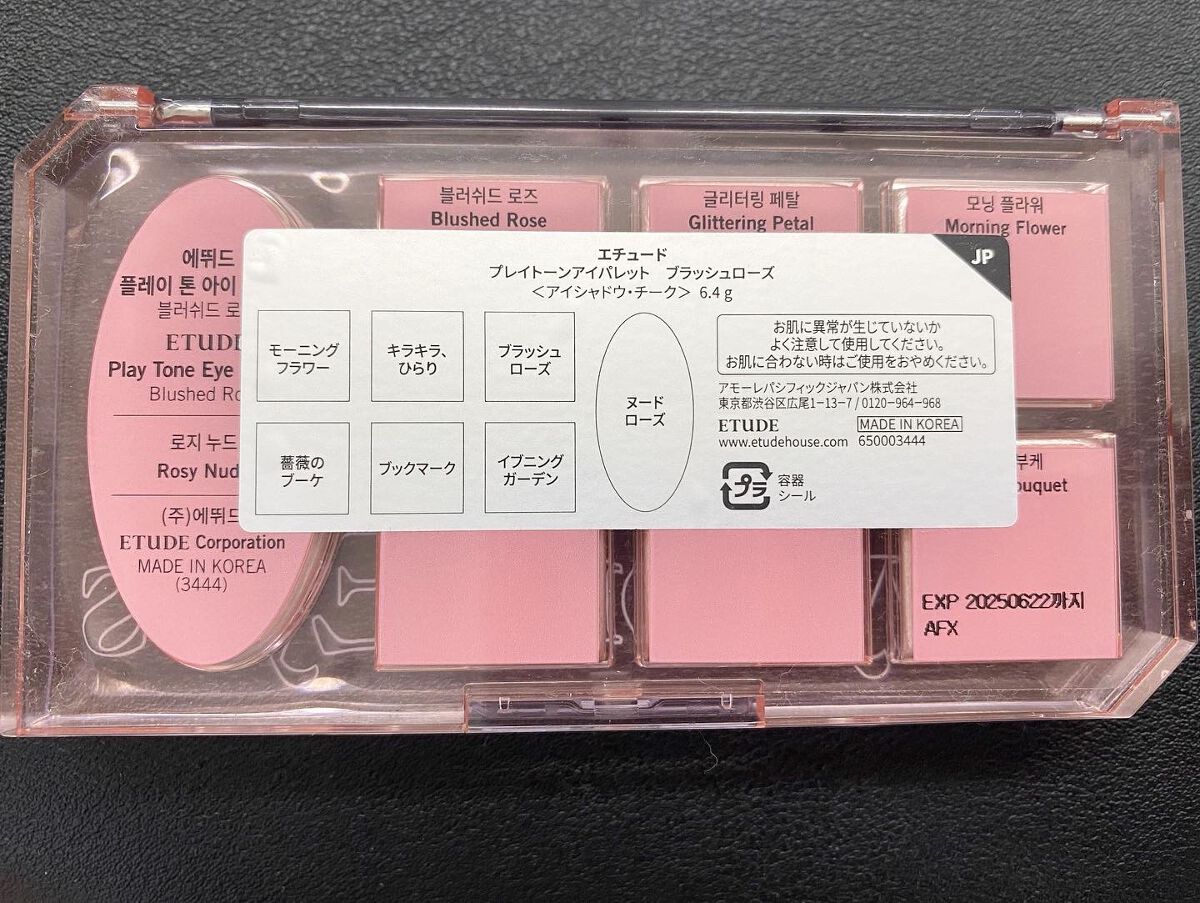 블러쉬드 로즈
Blushed Rose
글리터링 페탈
Glittering Petal
모닝 플라워
Morning Flower
에뛰드
플레이 톤 아이
블러쉬드
ETUDE
Play Tone Eye
Blushed
로지 누드
Rosy
(주)에뛰드
ETUDE Corporation
MADE IN KOREA
(3444)
JP
エチュード
プレイトーンアイパレット ブラッシュローズ
<アイシャドウ・チーク> 6.4 g
モーニング
フラワー
キラキラ、
ひらり
ブラッシュ
ローズ
薔薇の
ブーケ
ブックマーク
イブニング
ガーデン
ヌード
ローズ
お肌に異常が生じていないか
よく注意して使用してください。
お肌に合わない時はご使用をおやめください。
アモーレパシフィックジャパン株式会社
東京都渋谷区広尾1-13-7 / 0120-964-968
ETUDE MADE IN KOREA
www.etudehouse.com 650003444
プラ
容器
シール
부케
ouquet
EXP 20250622까지
AFX